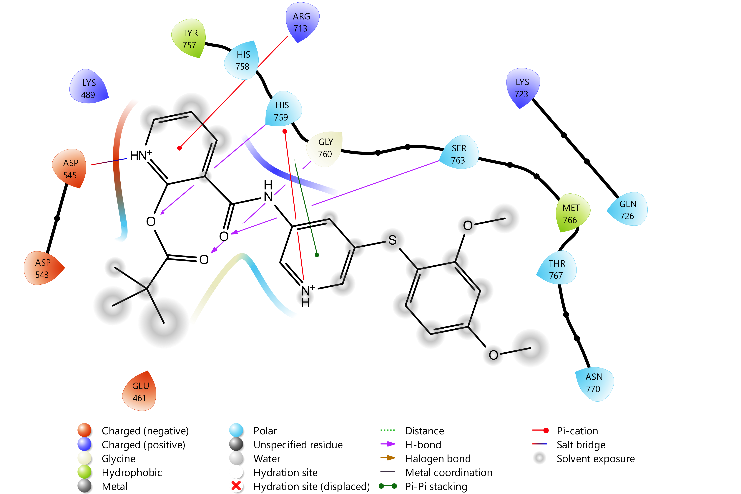 ARG
713
TYR
757
HIS
758
LYS
489
LYS
723
HIS
759
GLY
760
SER
763
ASP
545
HN+
H
N
O
O
O
MET
766
GLN
726
S
O
ASP
543
THR
767
N+
H
O
GLU
461
ASN
770
Charged (negative)
Charged (positive)
Glycine
Hydrophobic
Metal
Polar
Unspecified residue
Water
Hydration site
Hydration site (displaced)
Distance
H-bond
Halogen bond
Metal coordination
Pi-Pi stacking
Pi-cation
Salt bridge
Solvent exposure